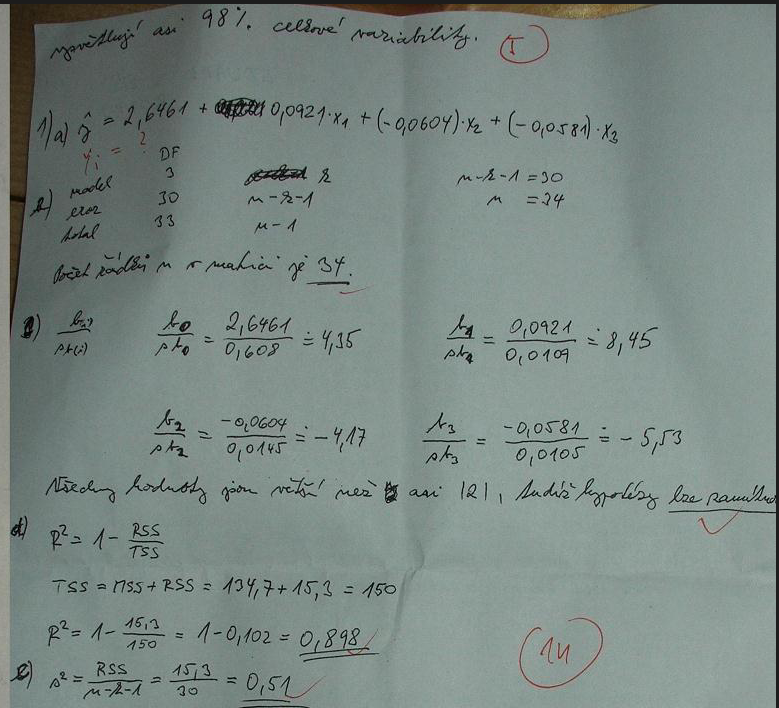 vysvětlují asi 98%. celkové variability.
5
1) a) ŷ = 2,6461 + 0,0921·x₁ + (-0,0604)·x₂ + (-0,0581)·x₃
yᵢ = ?
DF
model 3 k n-k-1 = 30
b) error 30 n-k-1 n = 34
total 33 n-1
Počet řádků n v matici je 34.
b₀/sb₀ = 2,6461/0,608 ≐ 4,35 b₁/sb₁ = 0,0921/0,0109 ≐ 8,45
b₂/sb₂ = -0,0604/0,0145 ≐ -4,17 b₃/sb₃ = -0,0581/0,0105 ≐ -5,53
Všechny hodnoty jsou větší než asi |2|, tudíž hypotézy lze zamítnout
d) R² = 1 - RSS/TSS
TSS = MSS + RSS = 134,7 + 15,3 = 150
R² = 1 - 15,3/150 = 1 - 0,102 = 0,898
14
e) s² = RSS/n-k-1 = 15,3/30 = 0,51